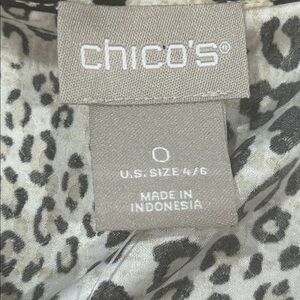 chico's®
0
U.S. SIZE 4/6
MADE IN
INDONESIA